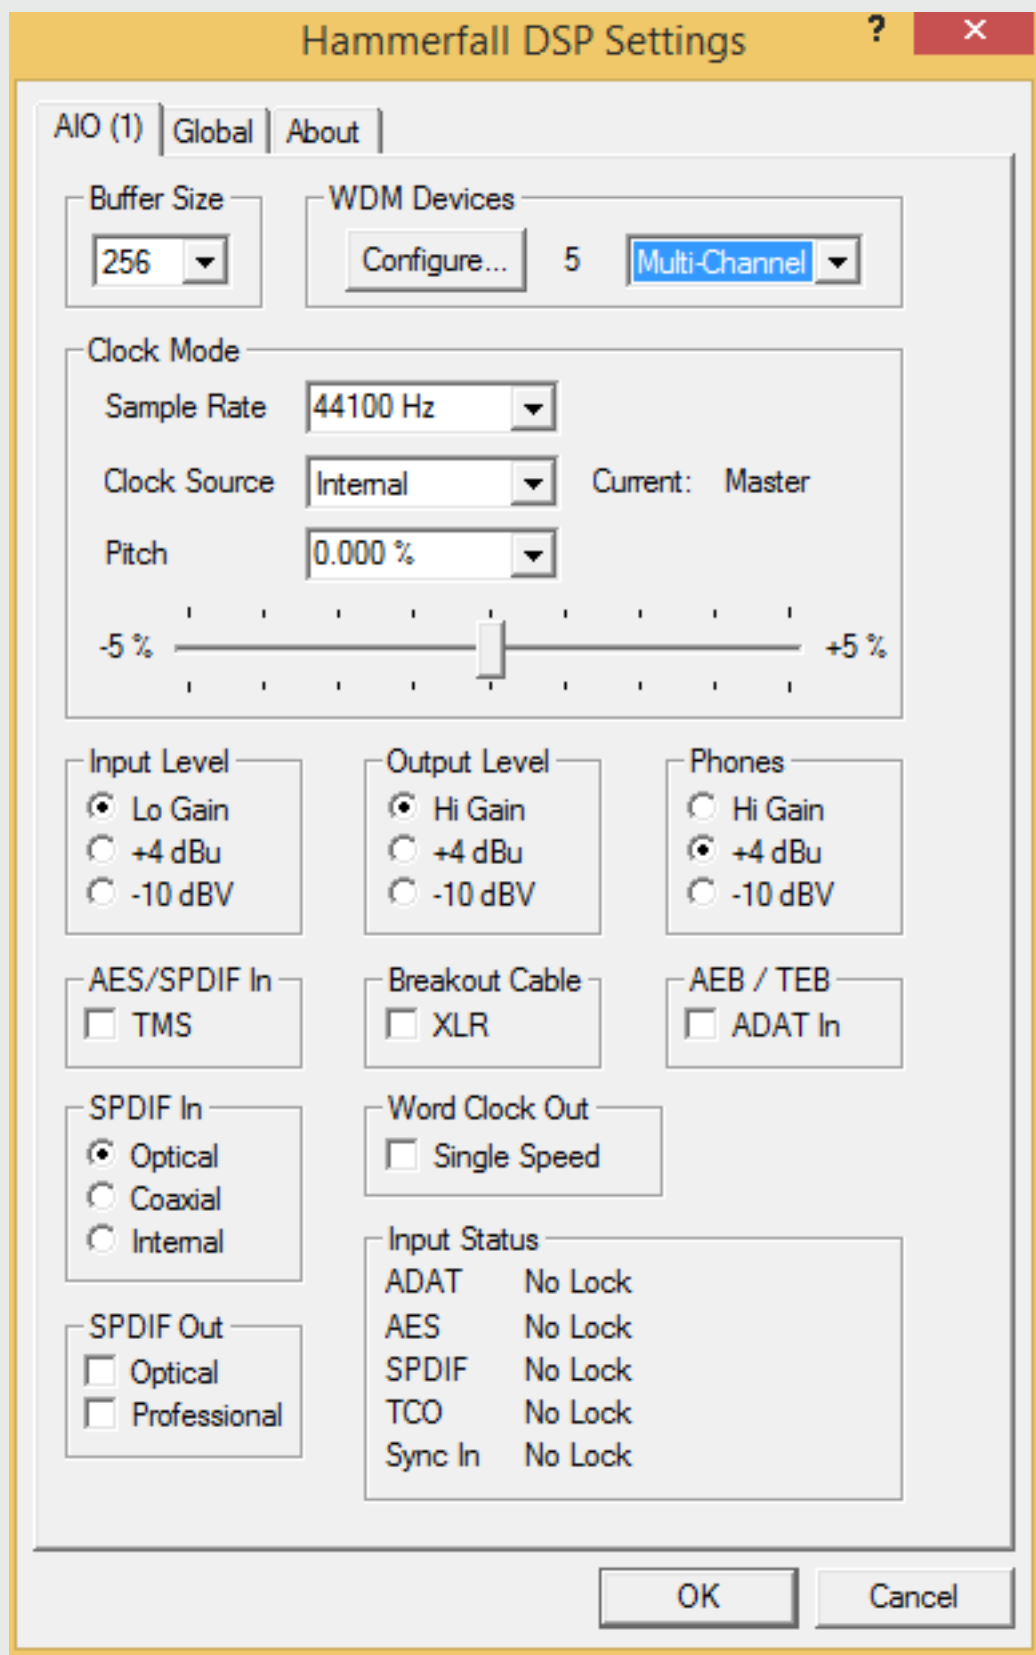 Hammerfall DSP Settings ? ×
AIO (1) Global About
Buffer Size WDM Devices
256 Configure... 5 Multi-Channel
Clock Mode
Sample Rate 44100 Hz
Clock Source Internal Current: Master
Pitch 0.000 %
-5 % +5 %
Input Level Output Level Phones
Lo Gain Hi Gain Hi Gain
+4 dBu +4 dBu +4 dBu
-10 dBV -10 dBV -10 dBV
AES/SPDIF In Breakout Cable AEB / TEB
TMS XLR ADAT In
SPDIF In Word Clock Out
Optical Single Speed
Coaxial
Internal
Input Status
ADAT No Lock
AES No Lock
SPDIF No Lock
TCO No Lock
Sync In No Lock
SPDIF Out
Optical
Professional
OK Cancel